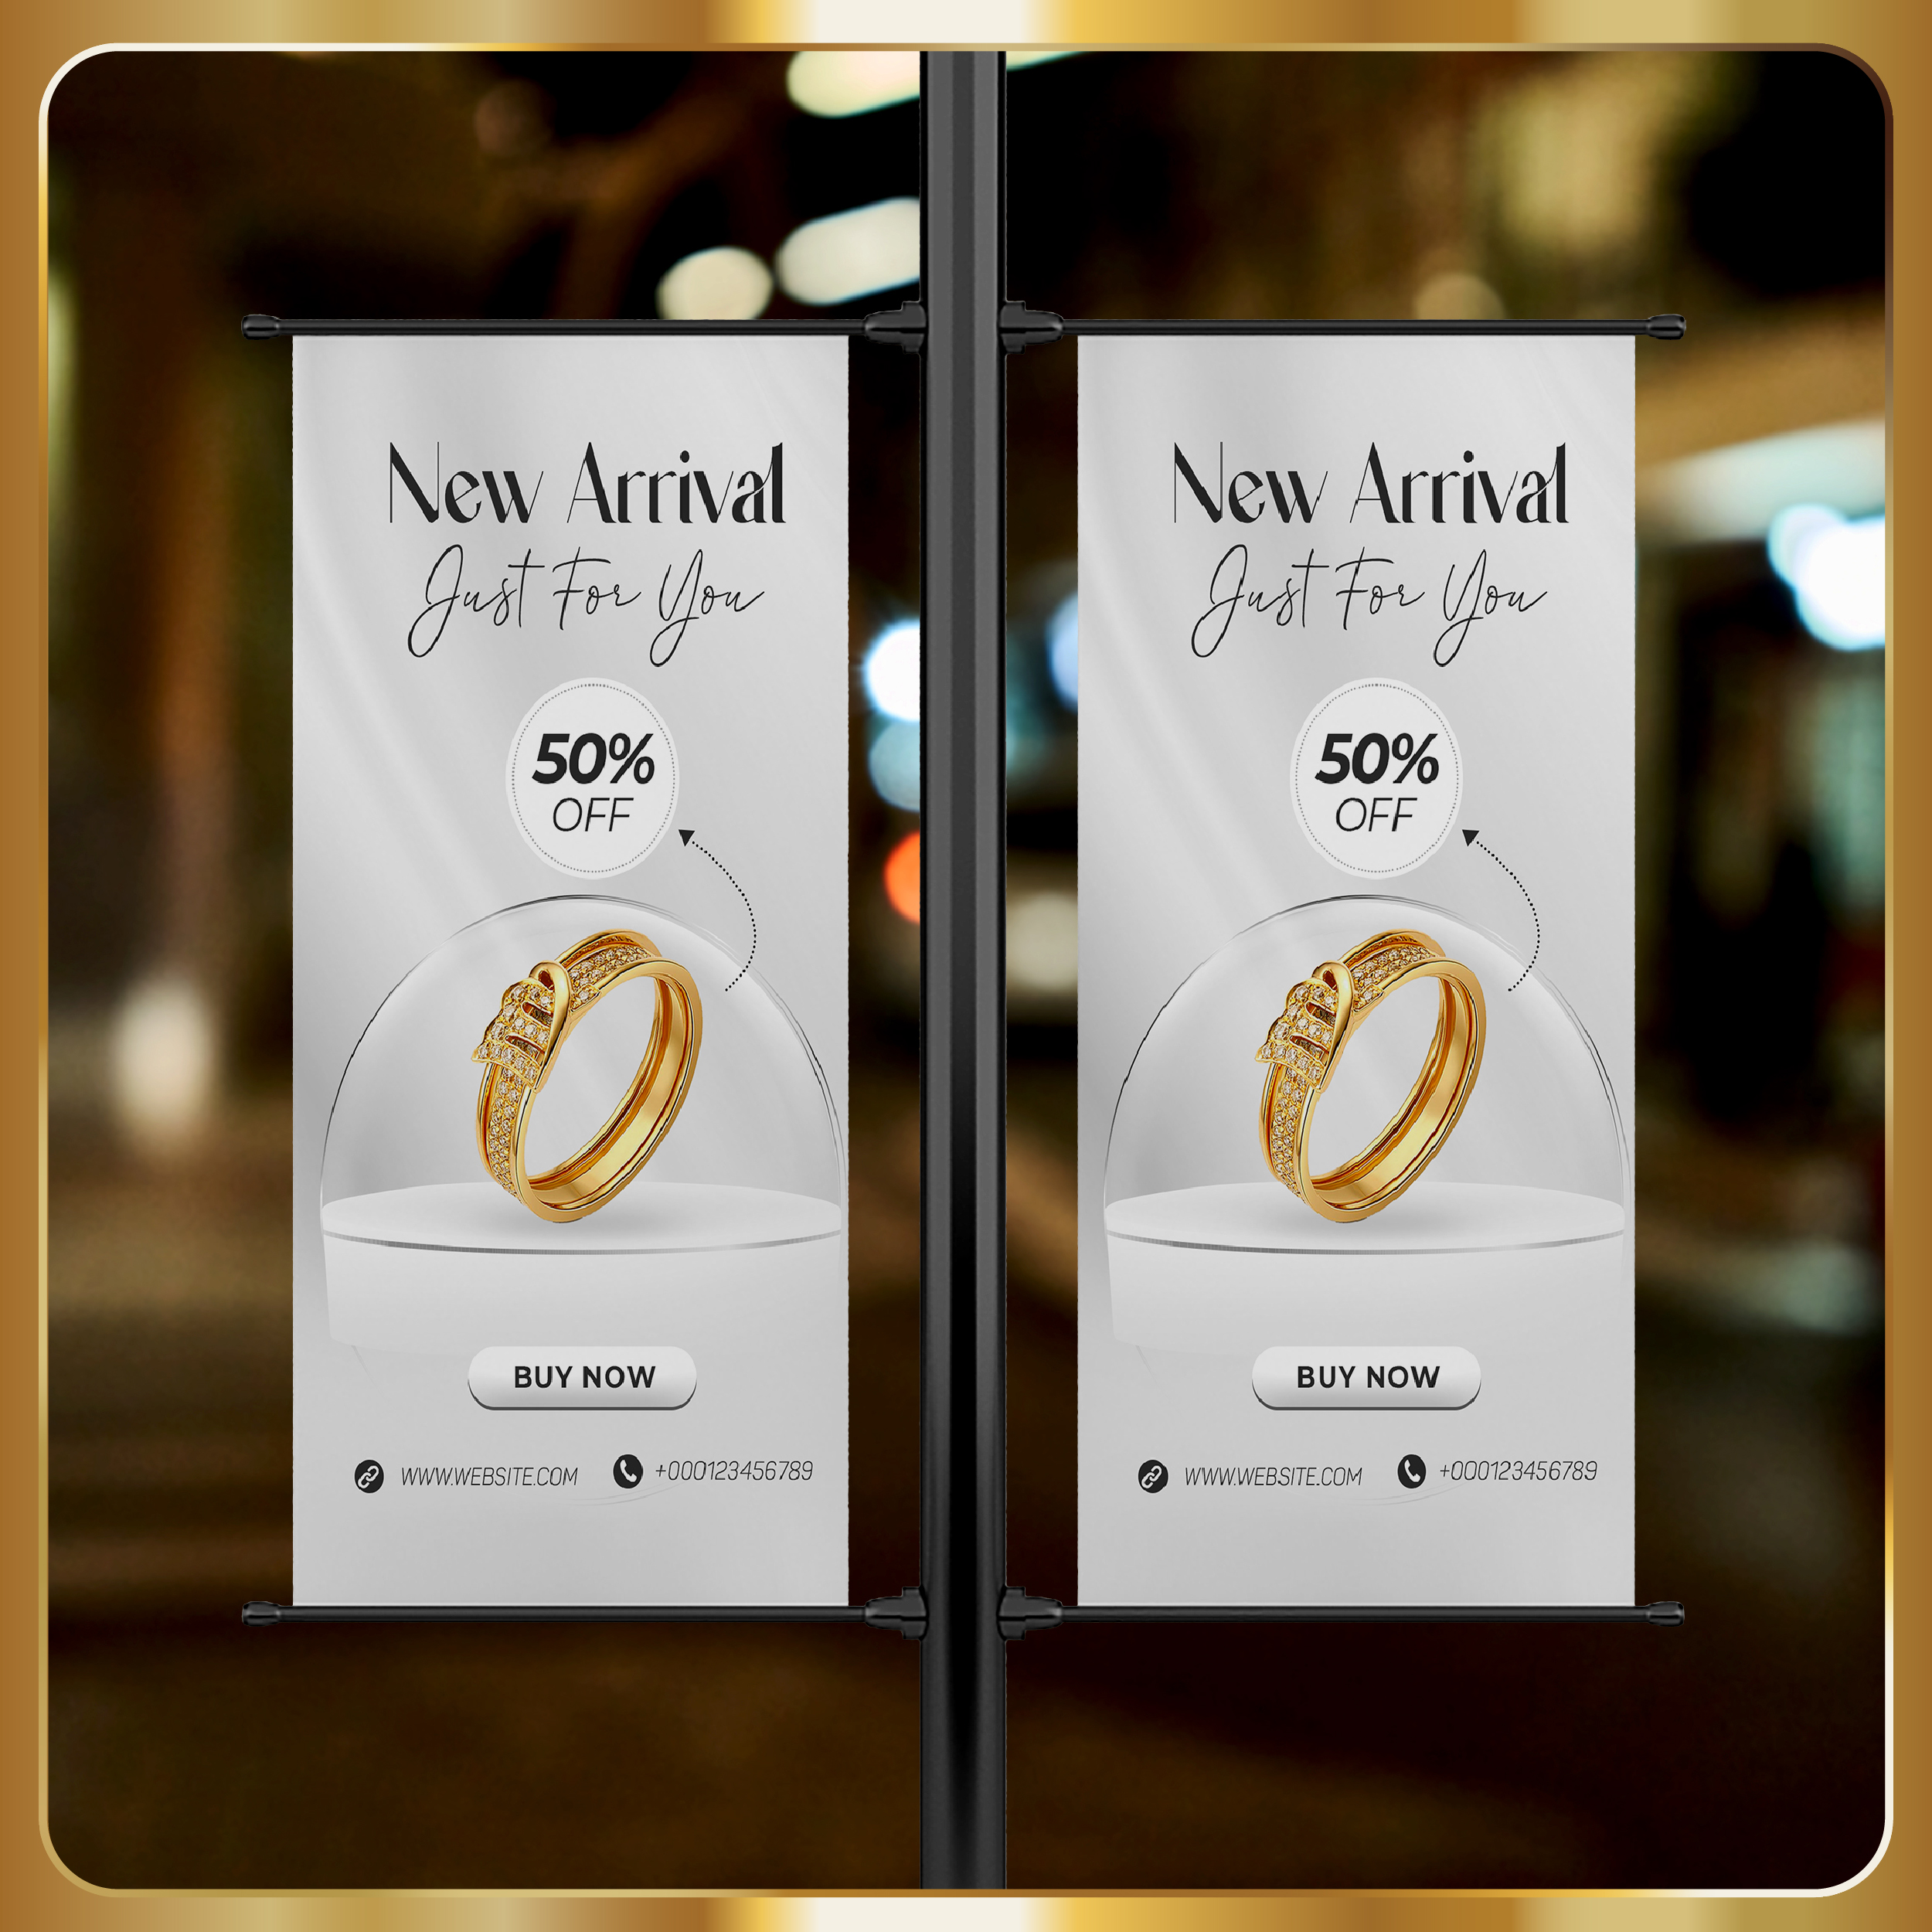 New Arrival
Just For You
50%
OFF
BUY NOW
WWW.WEBSITE.COM
+000123456789
New Arrival
Just For You
50%
OFF
BUY NOW
WWW.WEBSITE.COM
+000123456789